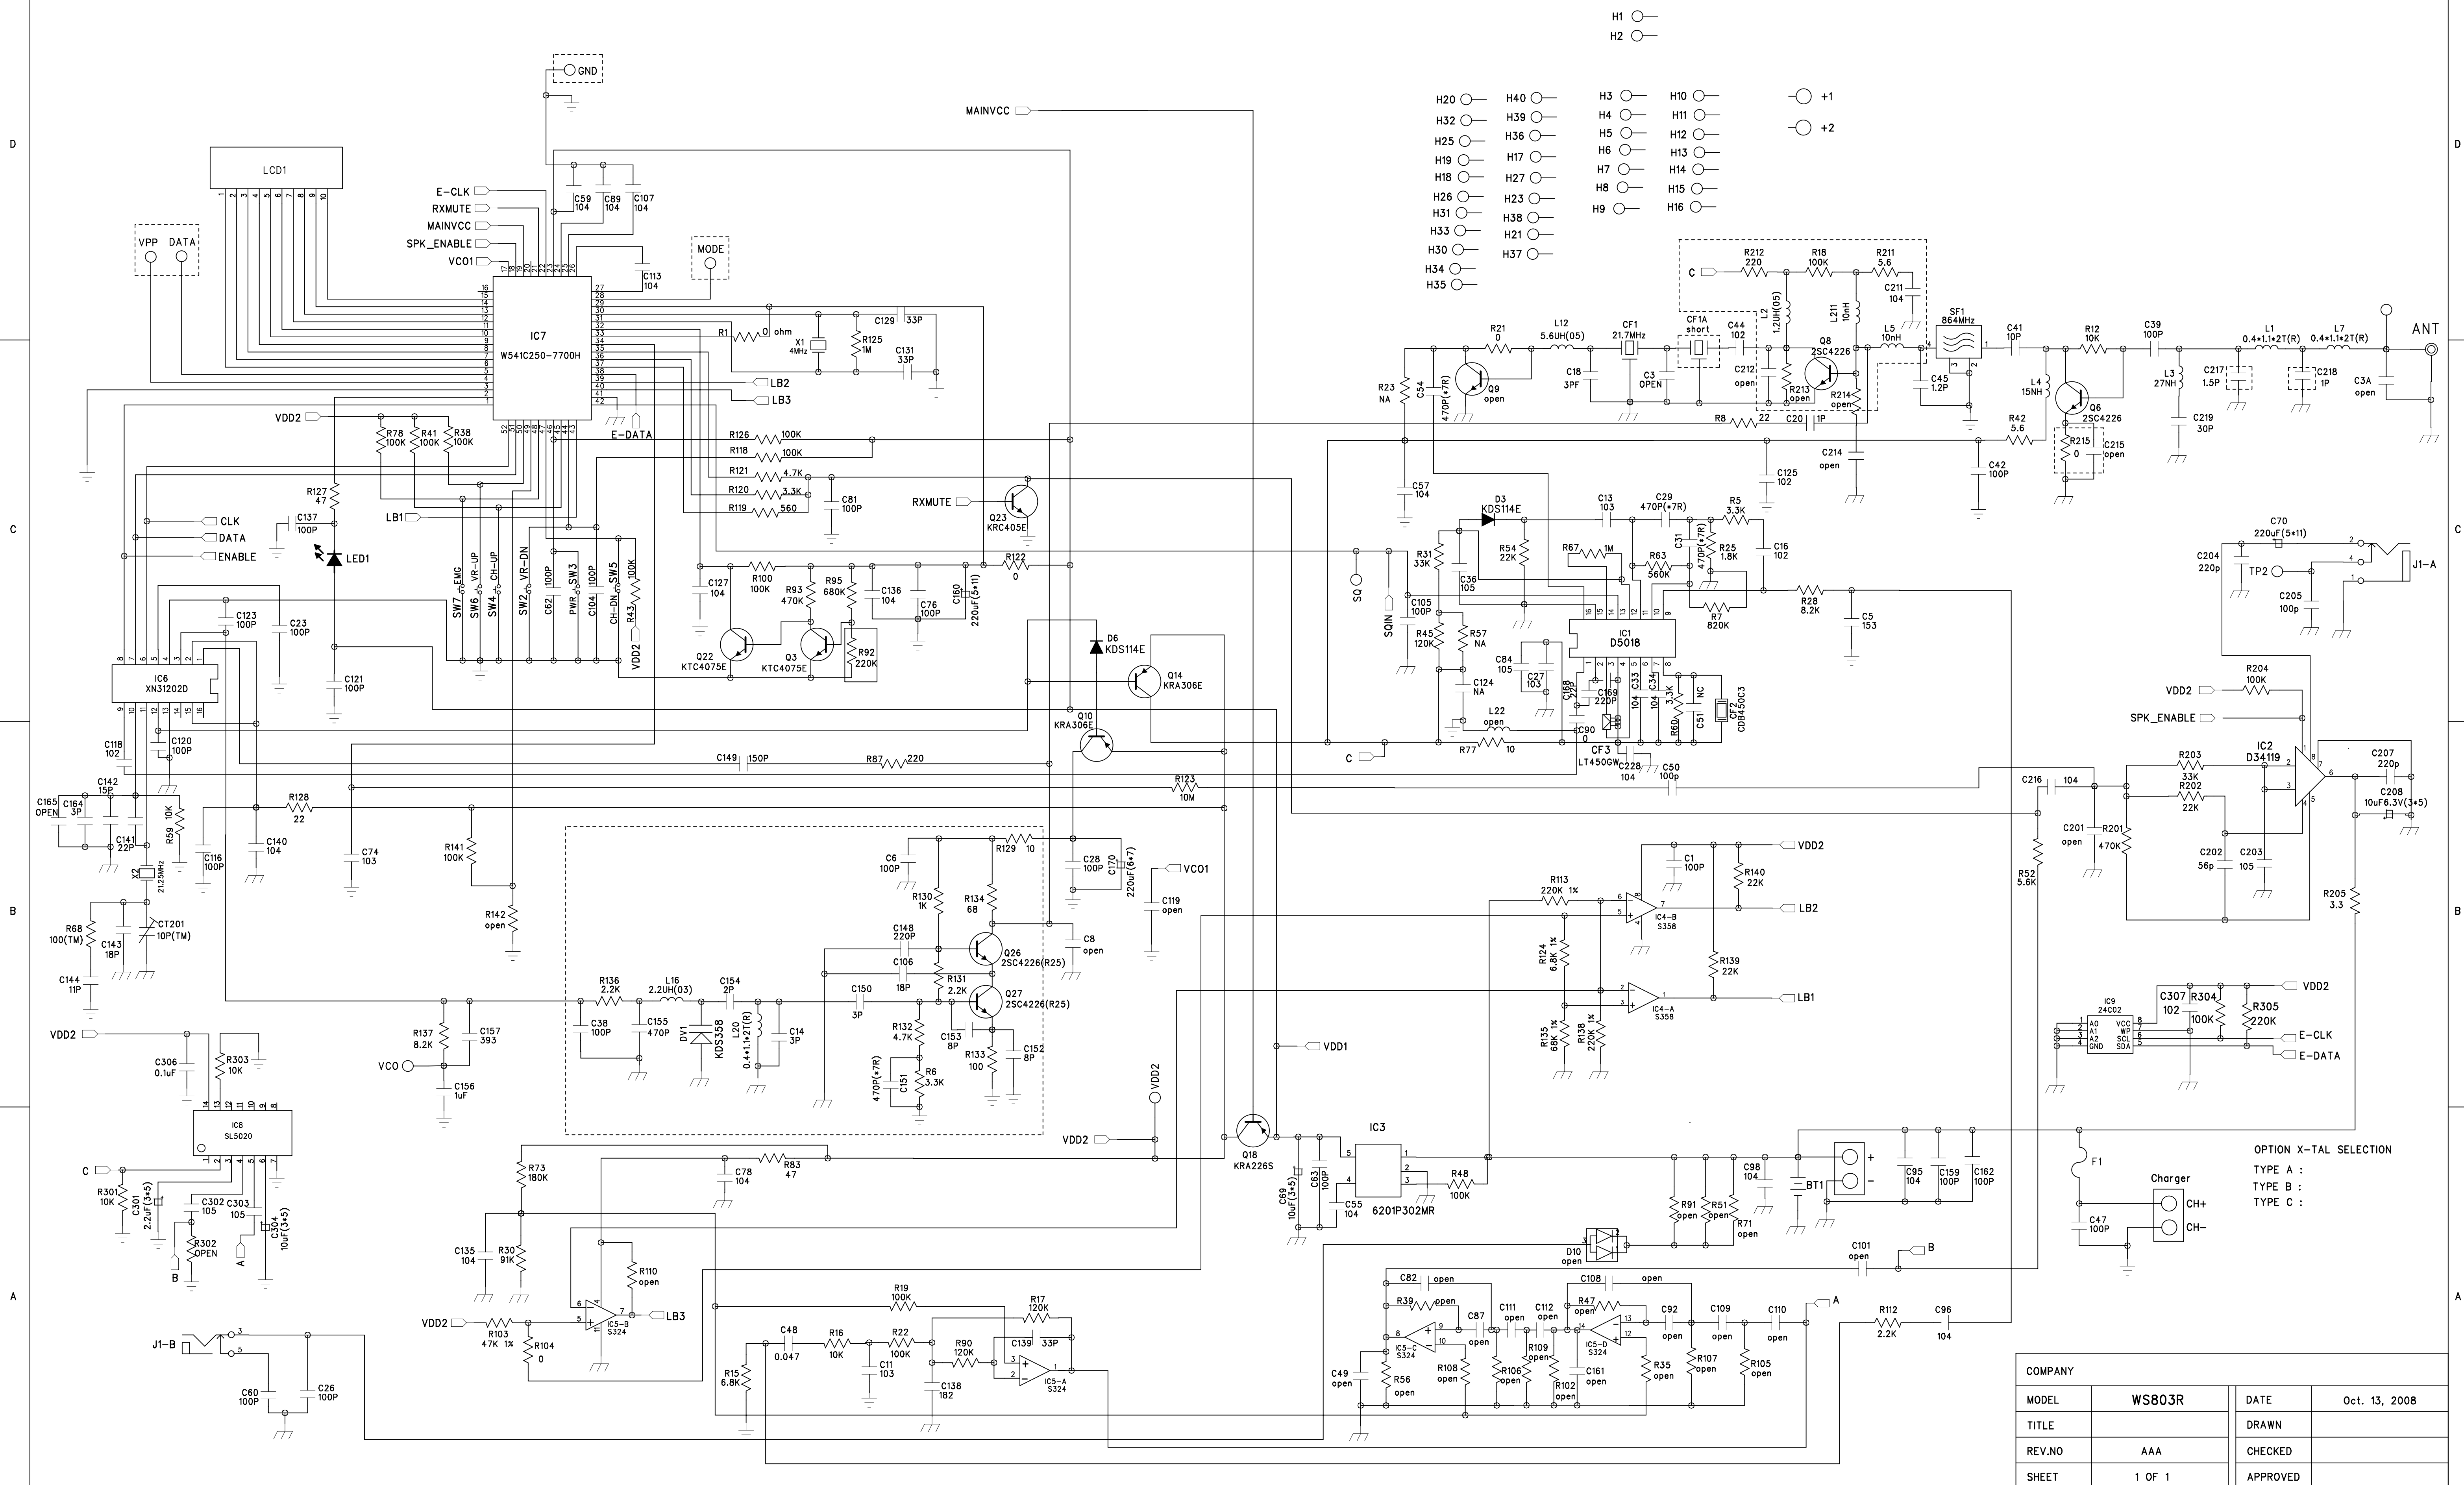 H1
H2
GND
MAINVCC
H20 H40 H3 H10 +1
H32 H39 H4 H11
H25 H36 H5 H12 +2
H19 H17 H6 H13
H18 H27 H7 H14
H26 H23 H8 H15
H31 H38 H9 H16
H33 H21
H30 H37
H34
H35
D
D
LCD1
1 2 3 4 5 6 7 8 9 10
VPP DATA
E-CLK
RXMUTE
MAINVCC
SPK_ENABLE
VCO1
C59 104
C89 104
C107 104
C113 104
MODE
IC7
W541C250-7700H
R1 0 ohm
X1 4MHz
R125 1M
C129 33P
C131 33P
LB2
LB3
E-DATA
VDD2
R78 100K
R41 100K
R38 100K
R127 47
C137 100P
LED1
LB1
CLK
DATA
ENABLE
R126 100K
R118 100K
R121 4.7K
R120 3.3K
R119 560
C81 100P
RXMUTE
Q23 KRC405E
R122 0
C
C
SW7 EMG
SW6 VR-UP
SW4 CH-UP
SW2 VR-DN
C62 100P
PWR SW3
C104 100P
CH-DN SW5
R43 100K
VDD2
C127 104
R100 100K
R93 470K
R95 680K
C136 104
C76 100P
C160 220uF(5*11)
Q22 KTC4075E
Q3 KTC4075E
R92 220K
D6 KDS114E
Q14 KRA306E
Q10 KRA306E
C123 100P
C23 100P
IC6
XN31202D
C121 100P
C118 102
C120 100P
C149 150P
R87 220
R123 10M
C50 100p
C142 15P
C165 OPEN
C164 3P
C141 22P
R59 10K
R128 22
C116 100P
C140 104
C74 103
R141 100K
R142 open
X2 21.25MHz
R68 100(TM)
C143 18P
CT201 10P(TM)
C144 11P
B
B
C
R212 220
R18 100K
R211 5.6
C211 104
L2 1.2UH(05)
L211 10nH
L5 10nH
SF1 864MHz
C41 10P
R12 10K
C39 100P
L1 0.4*1.1*2T(R)
L7 0.4*1.1*2T(R)
ANT
R21 0
L12 5.6UH(05)
CF1 21.7MHz
CF1A short
C44 102
Q8 2SC4226
R23 NA
C54 470P(*7R)
Q9 open
C18 3PF
C3 OPEN
C212 open
R213 open
R214 open
C45 1.2P
L4 15NH
Q6 2SC4226
L3 27NH
C217 1.5P
C218 1P
C3A open
C219 30P
R8 22
C20 1P
R42 5.6
R215 0
C215 open
C57 104
C125 102
C214 open
C42 100P
D3 KDS114E
C13 103
C29 470P(*7R)
R5 3.3K
R31 33K
C36 105
R54 22K
R67 1M
R63 560K
C31 470P(*7R)
R25 1.8K
C16 102
R7 820K
R28 8.2K
C5 153
SQ
SQIN
C105 100P
R45 120K
R57 NA
C124 NA
C84 105
C27 103
IC1
D5018
C168 22P
C169 220P
C33 104
C34 104
R60 3.3K
C51 NC
CF2 CDB450C3
L22 open
C90 0
CF3 LT450GW
C228 104
R77 10
C
C70 220uF(5*11)
C204 220p
TP2
C205 100p
J1-A
R204 100K
VDD2
SPK_ENABLE
IC2 D34119
R203 33K
R202 22K
C207 220p
C208 10uF6.3V(3*5)
C216 104
C201 open
R201 470K
C202 56p
C203 105
R52 5.6K
R205 3.3
C6 100P
R130 1K
R134 68
R129 10
C28 100P
C170 220uF(6*7)
VCO1
C119 open
C8 open
C148 220P
C106 18P
Q26 2SC4226(R25)
R131 2.2K
Q27 2SC4226(R25)
R136 2.2K
L16 2.2UH(03)
C154 2P
C150 3P
C38 100P
C155 470P
DV1 KDS358
L20 0.4*1.1*2T(R)
C14 3P
R132 4.7K
C153 8P
R133 100
C152 8P
C151 470P(*7R)
R6 3.3K
R137 8.2K
C157 393
VCO
C156 1uF
VDD2
C306 0.1uF
R303 10K
IC8
SL5020
C
R301 10K
C301 2.2uF(3*5)
C302 105
C303 105
C304 10uF(3*5)
R302 OPEN
B
A
R113 220K 1%
C1 100P
VDD2
R140 22K
IC4-B S358
LB2
R124 6.8K 1%
R139 22K
IC4-A S358
LB1
R135 68K 1%
R138 220K 1%
VDD1
IC9
24C02
A0 VCC
A1 WP
A2 SCL
GND SDA
C307 102
R304 100K
R305 220K
VDD2
E-CLK
E-DATA
VDD2
VDD2
Q18 KRA226S
IC3
6201P302MR
C69 10uF(3*5)
C63 100P
C55 104
R48 100K
R91 open
R51 open
R71 open
C98 104
BT1
+
-
C95 104
C159 100P
C162 100P
F1
Charger
CH+
CH-
C47 100P
OPTION X-TAL SELECTION
TYPE A :
TYPE B :
TYPE C :
D10 open
R73 180K
C78 104
R83 47
C135 104
R30 91K
R110 open
VDD2
R103 47K 1%
R104 0
IC5-B S324
LB3
R19 100K
R17 120K
C48 0.047
R16 10K
R22 100K
R90 120K
C139 33P
R15 6.8K
C11 103
C138 182
IC5-A S324
C101 open
B
C82 open
R39 open
C87 open
C111 open
C112 open
C108 open
R47 open
C92 open
C109 open
C110 open
A
IC5-C S324
IC5-D S324
C49 open
R56 open
R108 open
R106 open
R109 open
R102 open
C161 open
R35 open
R107 open
R105 open
R112 2.2K
C96 104
J1-B
C60 100P
C26 100P
A
A
COMPANY
MODEL WS803R DATE Oct. 13, 2008
TITLE DRAWN
REV.NO AAA CHECKED
SHEET 1 OF 1 APPROVED